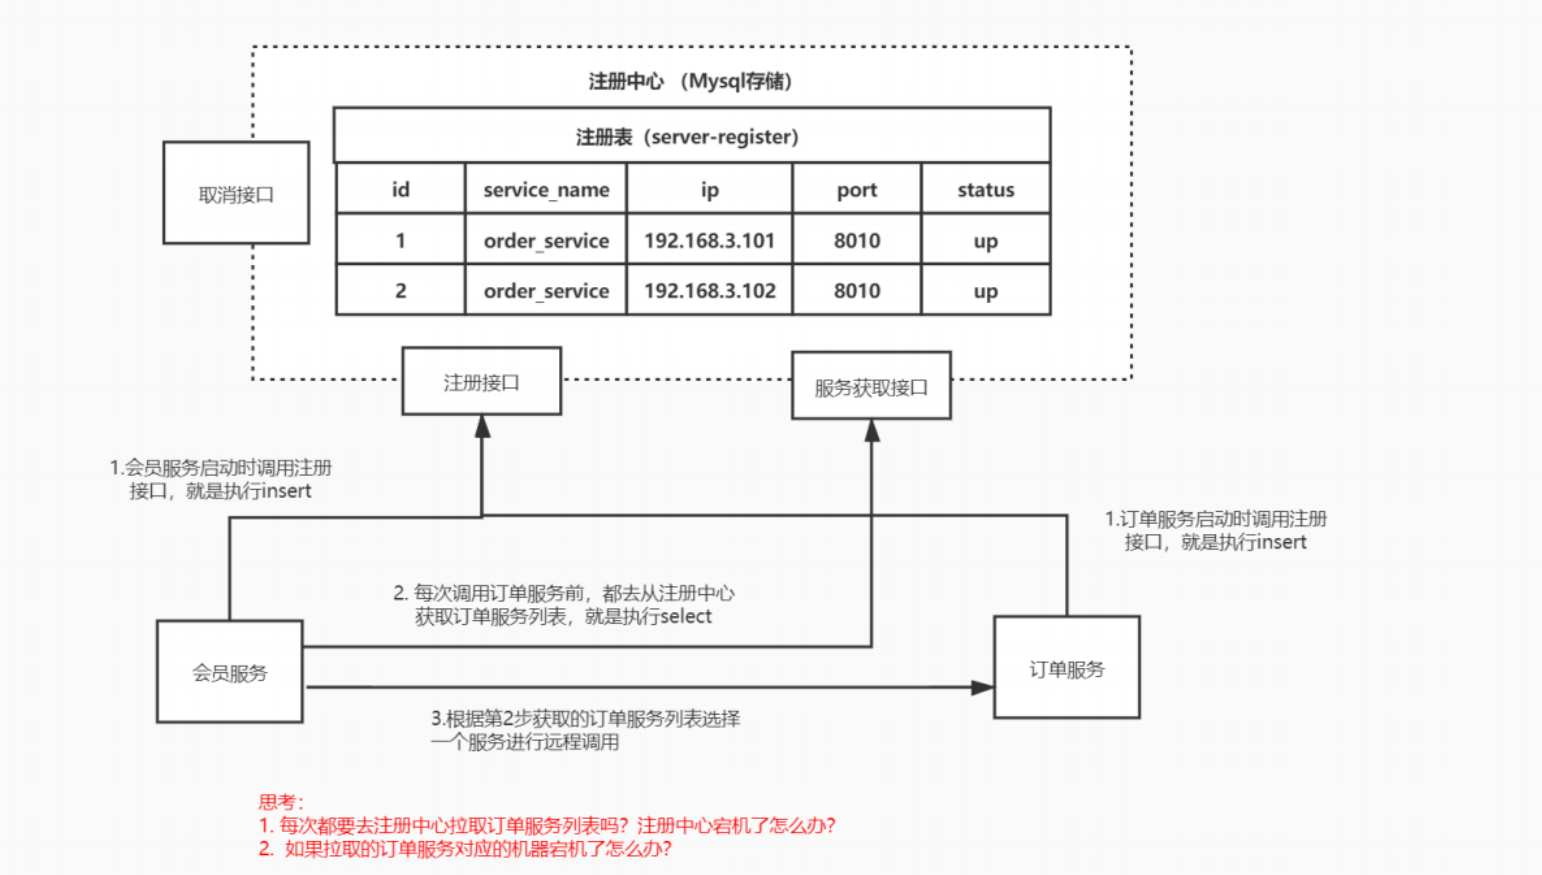 注册中心 （Mysql存储）
注册表（server-register）
取消接口
id service_name ip port status
1 order_service 192.168.3.101 8010 up
2 order_service 192.168.3.102 8010 up
注册接口
服务获取接口
1.会员服务启动时调用注册
接口，就是执行insert
1.订单服务启动时调用注册
接口，就是执行insert
2. 每次调用订单服务前，都去从注册中心
获取订单服务列表，就是执行select
会员服务
订单服务
3.根据第2步获取的订单服务列表选择
一个服务进行远程调用
思考：
1. 每次都要去注册中心拉取订单服务列表吗？注册中心宕机了怎么办？
2. 如果拉取的订单服务对应的机器宕机了怎么办？